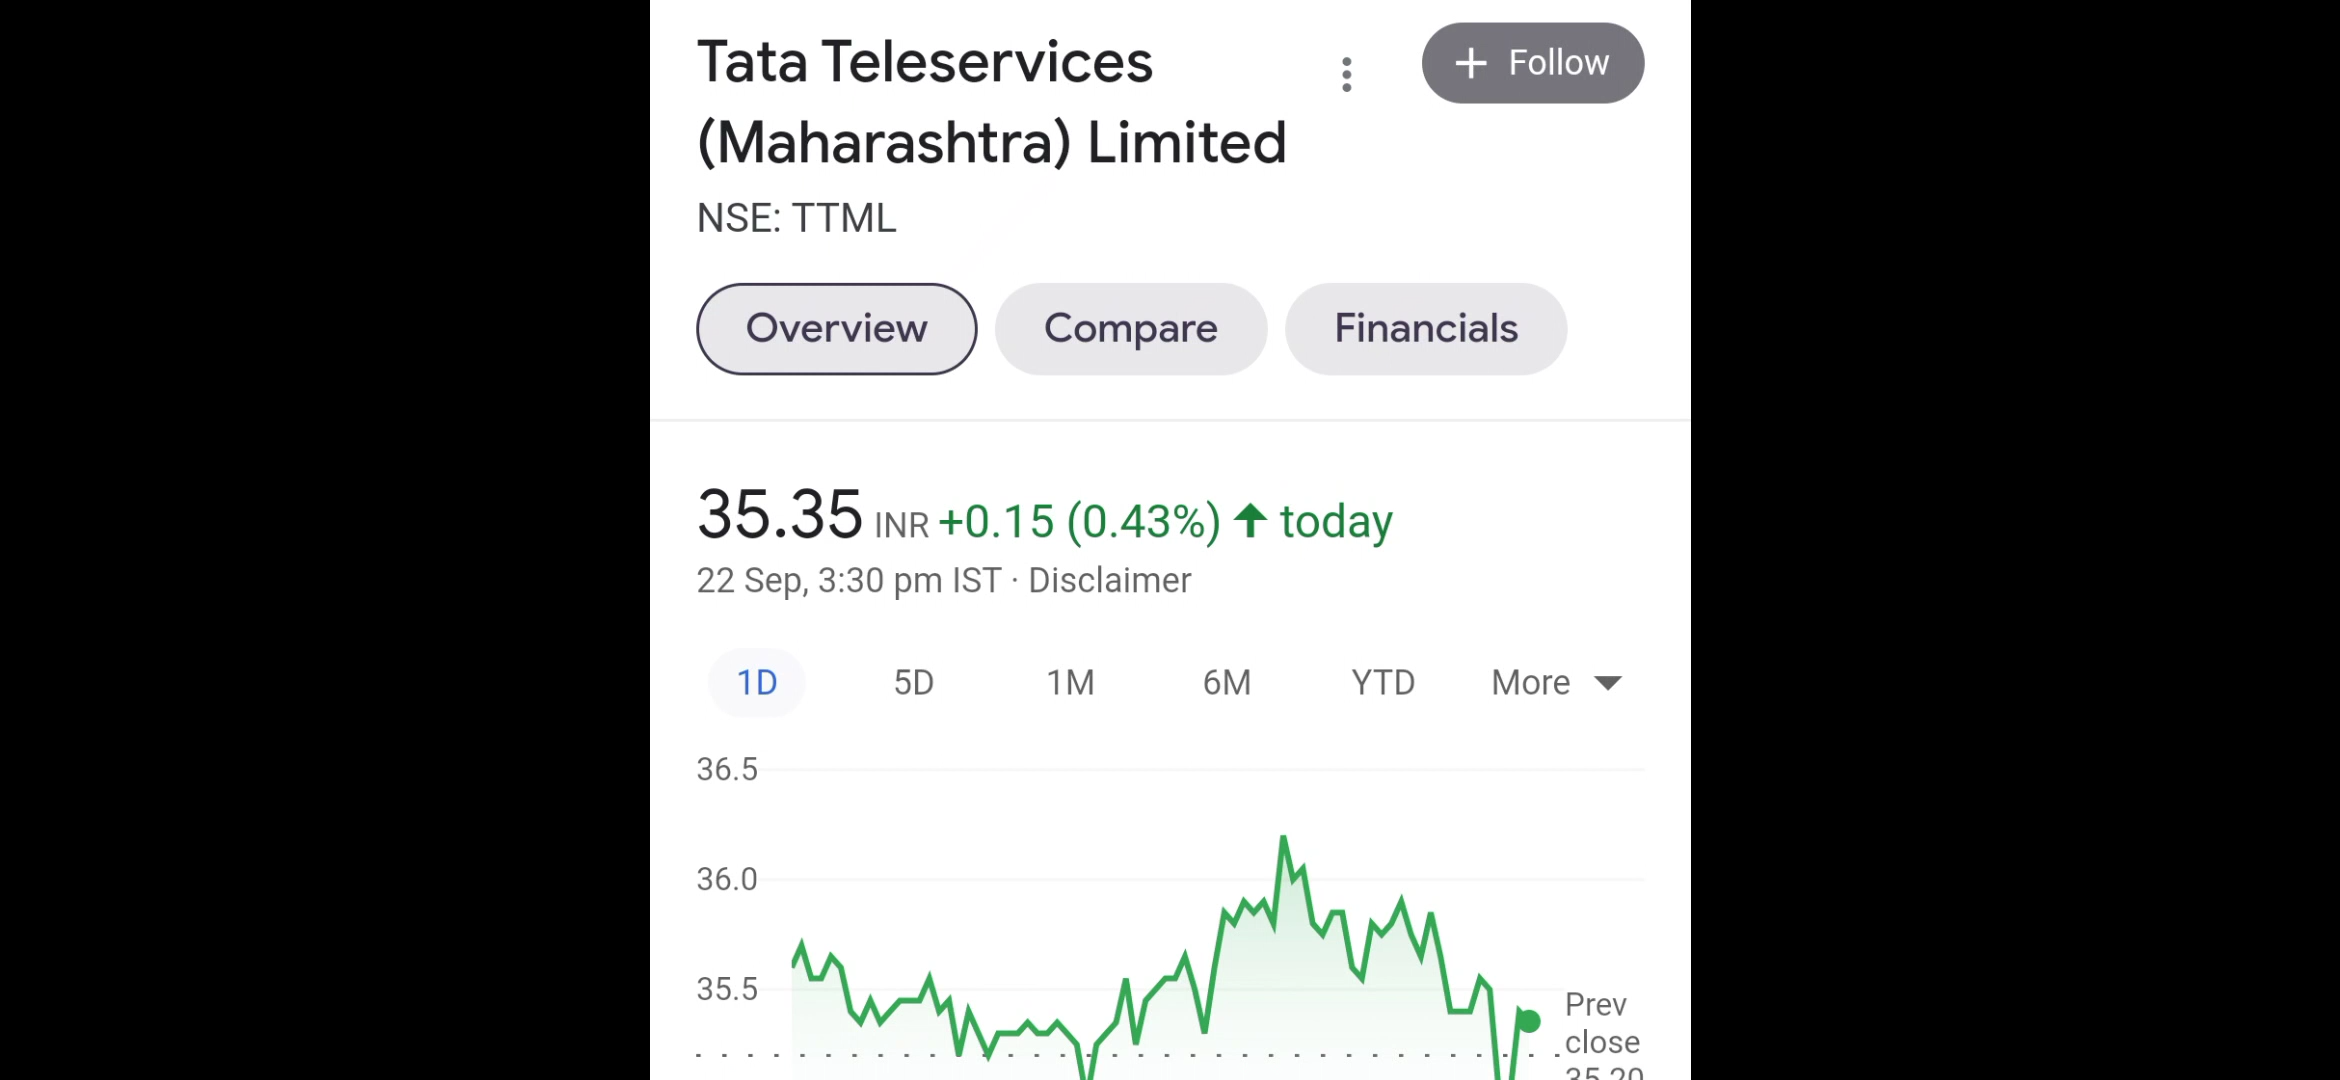 Tata Teleservices
(Maharashtra) Limited
+ Follow
NSE: TTML
Overview Compare Financials
35.35 INR +0.15 (0.43%) ↑ today
22 Sep, 3:30 pm IST · Disclaimer
1D 5D 1M 6M YTD More
36.5
36.0
35.5
Prev
close
35.20